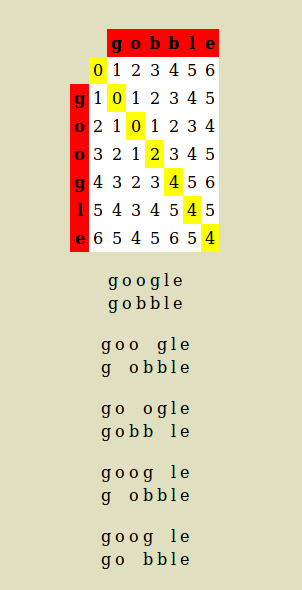 g o b b l e
0 1 2 3 4 5 6
g 1 0 1 2 3 4 5
o 2 1 0 1 2 3 4
o 3 2 1 2 3 4 5
g 4 3 2 3 4 5 6
l 5 4 3 4 5 4 5
e 6 5 4 5 6 5 4
google
gobble
goo gle
g obble
go ogle
gobb le
goog le
g obble
goog le
go bble